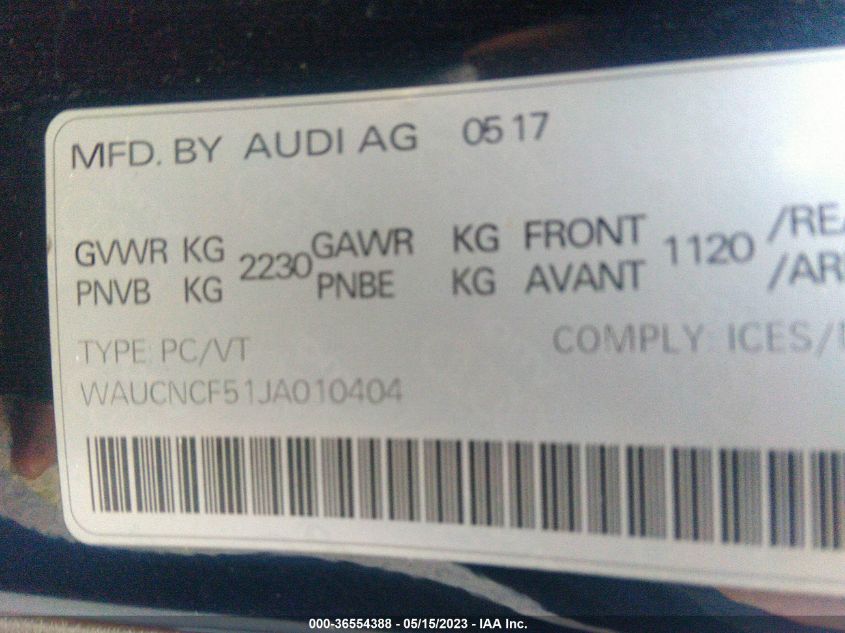 MFD. BY AUDI AG 05 17
GVWR KG 2230 GAWR KG FRONT 1120 /REA
PNVB KG PNBE KG AVANT /AR
TYPE: PC/VT COMPLY: ICES/
WAUCNCF51JA010404
000-36554388 - 05/15/2023 - IAA Inc.